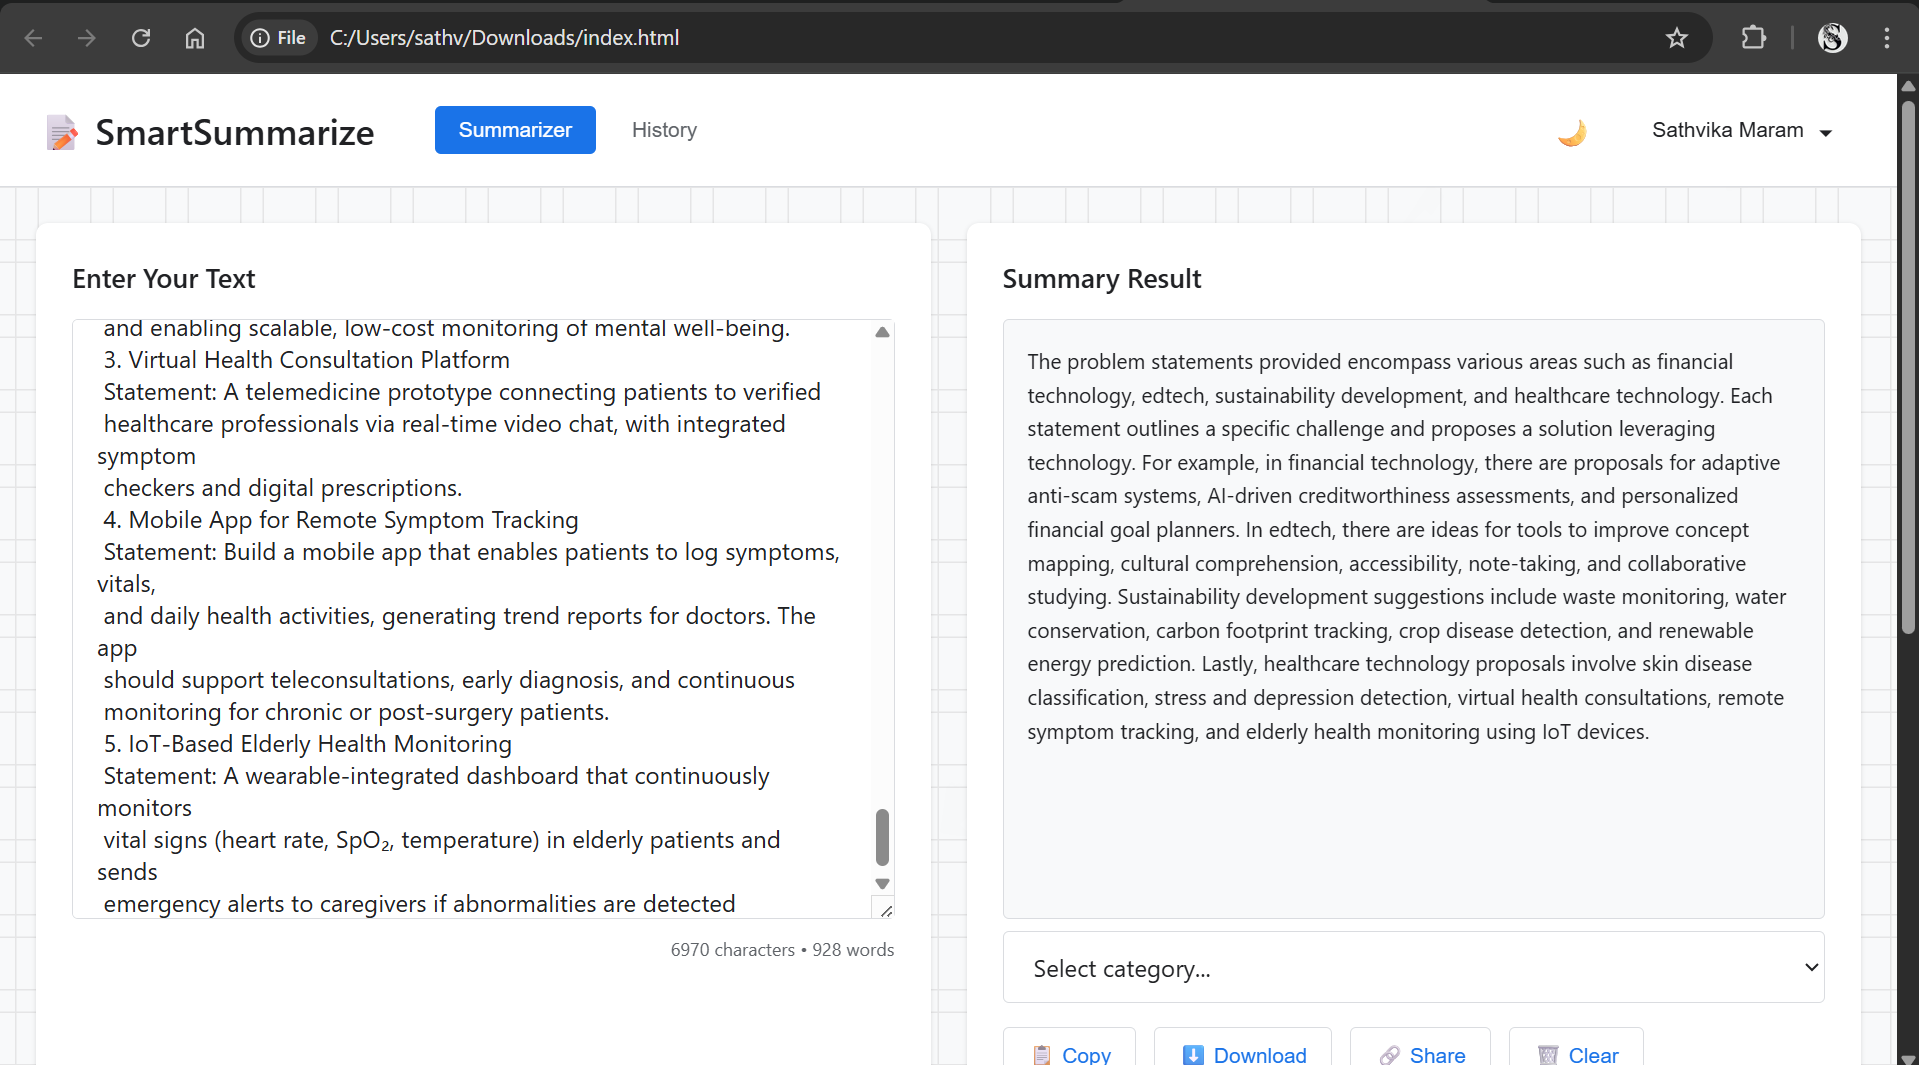 File
C:/Users/sathv/Downloads/index.html
SmartSummarize
Summarizer
History
Sathvika Maram
Enter Your Text
and enabling scalable, low-cost monitoring of mental well-being.
3. Virtual Health Consultation Platform
Statement: A telemedicine prototype connecting patients to verified
healthcare professionals via real-time video chat, with integrated
symptom
checkers and digital prescriptions.
4. Mobile App for Remote Symptom Tracking
Statement: Build a mobile app that enables patients to log symptoms,
vitals,
and daily health activities, generating trend reports for doctors. The
app
should support teleconsultations, early diagnosis, and continuous
monitoring for chronic or post-surgery patients.
5. IoT-Based Elderly Health Monitoring
Statement: A wearable-integrated dashboard that continuously
monitors
vital signs (heart rate, SpO₂, temperature) in elderly patients and
sends
emergency alerts to caregivers if abnormalities are detected
6970 characters • 928 words
Summary Result
The problem statements provided encompass various areas such as financial
technology, edtech, sustainability development, and healthcare technology. Each
statement outlines a specific challenge and proposes a solution leveraging
technology. For example, in financial technology, there are proposals for adaptive
anti-scam systems, AI-driven creditworthiness assessments, and personalized
financial goal planners. In edtech, there are ideas for tools to improve concept
mapping, cultural comprehension, accessibility, note-taking, and collaborative
studying. Sustainability development suggestions include waste monitoring, water
conservation, carbon footprint tracking, crop disease detection, and renewable
energy prediction. Lastly, healthcare technology proposals involve skin disease
classification, stress and depression detection, virtual health consultations, remote
symptom tracking, and elderly health monitoring using IoT devices.
Select category...
Copy
Download
Share
Clear